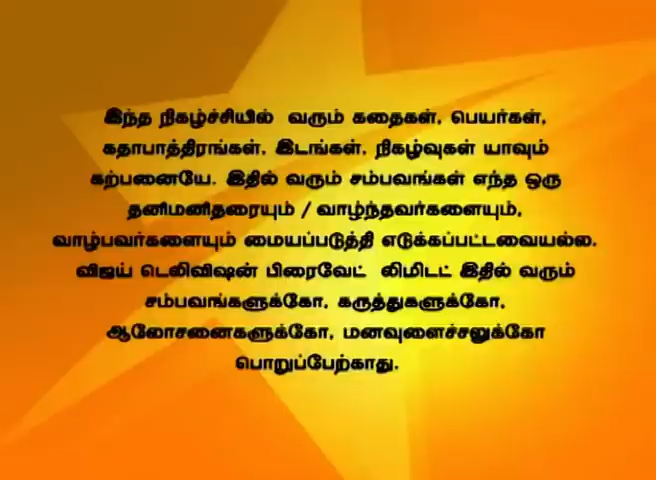 இந்த நிகழ்ச்சியில் வரும் கதைகள், பெயர்கள்,
கதாபாத்திரங்கள், இடங்கள், நிகழ்வுகள் யாவும்
கற்பனையே. இதில் வரும் சம்பவங்கள் எந்த ஒரு
தனிமனிதரையும் / வாழ்ந்தவர்களையும்,
வாழ்பவர்களையும் மையப்படுத்தி எடுக்கப்பட்டவையல்ல.
விஜய் டெலிவிஷன் பிரைவேட் லிமிடட் இதில் வரும்
சம்பவங்களுக்கோ, கருத்துகளுக்கோ,
ஆலோசனைகளுக்கோ, மனவுளைச்சலுக்கோ
பொறுப்பேற்காது.